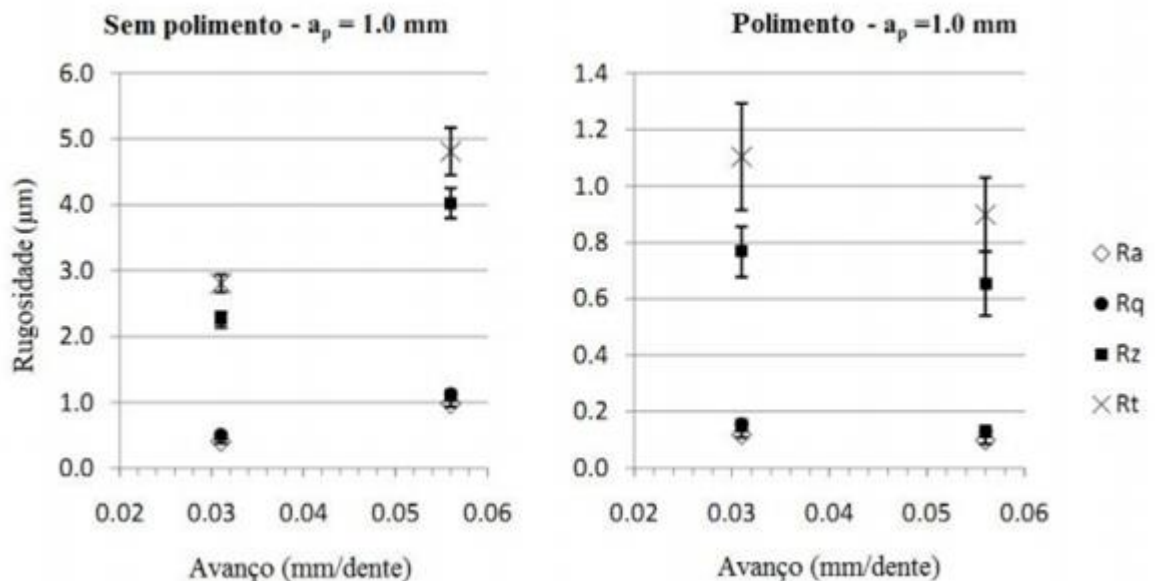 Sem polimento - aₚ = 1.0 mm
6.0
5.0
4.0
3.0
2.0
1.0
0.0
Rugosidade (µm)
0.02 0.03 0.04 0.05 0.06
Avanço (mm/dente)
Polimento - aₚ =1.0 mm
1.4
1.2
1.0
0.8
0.6
0.4
0.2
0.0
0.02 0.03 0.04 0.05 0.06
Avanço (mm/dente)
Ra
Rq
Rz
Rt